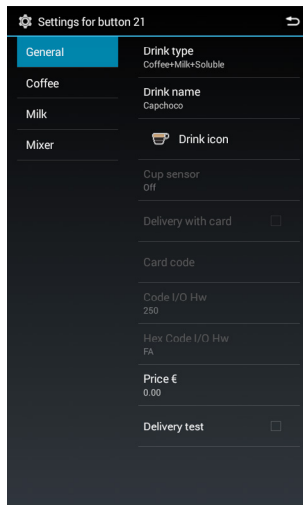 Settings for button 21
General
Coffee
Milk
Mixer
Drink type
Coffee+Milk+Soluble
Drink name
Capchoco
Drink icon
Cup sensor
Off
Delivery with card
Card code
Code I/O Hw
250
Hex Code I/O Hw
FA
Price €
0.00
Delivery test